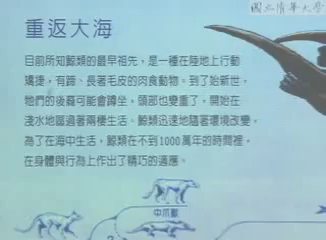 國立清華大學
重返大海
目前所知鯨類的最早祖先，是一種在陸地上行動
矯捷，有蹄、長著毛皮的肉食動物。到了始新世，
牠們的後裔可能會蹲坐，頭部也變重了，開始在
淺水地區過著兩棲生活。鯨類迅速地隨著環境改變。
為了在海中生活，鯨類在不到1000萬年的時間裡，
在身體與行為上作出了精巧的適應。
中爪獸